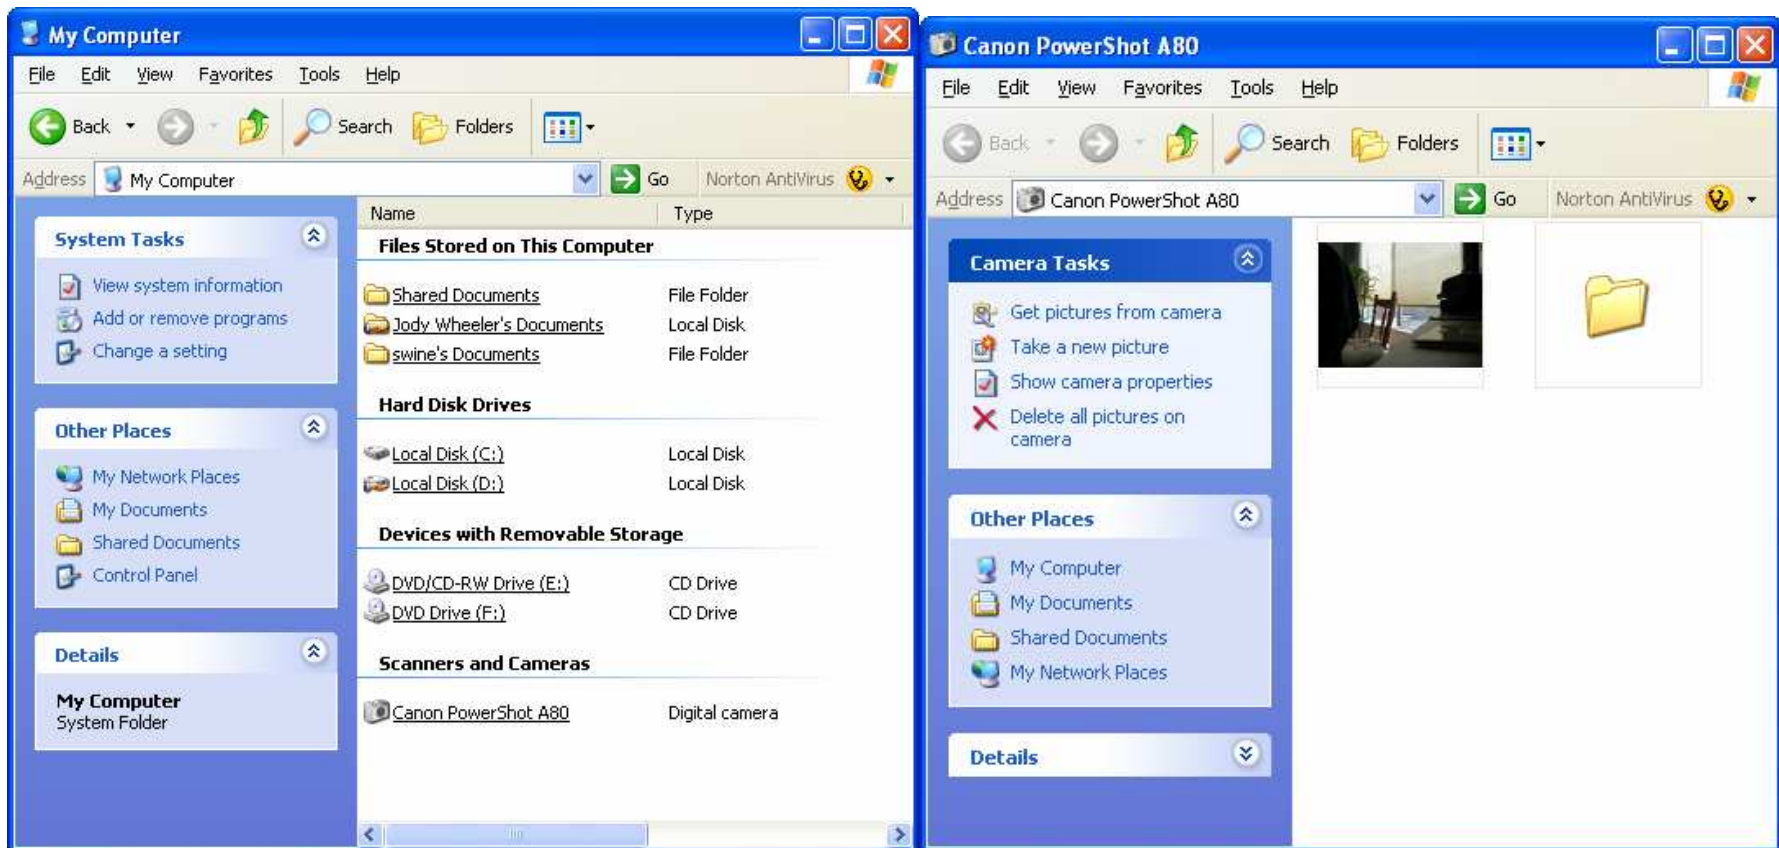 My Computer
File Edit View Favorites Tools Help
Back Search Folders
Address My Computer Go Norton AntiVirus
System Tasks
View system information
Add or remove programs
Change a setting
Other Places
My Network Places
My Documents
Shared Documents
Control Panel
Details
My Computer
System Folder
Name Type
Files Stored on This Computer
Shared Documents File Folder
Jody Wheeler's Documents Local Disk
swine's Documents File Folder
Hard Disk Drives
Local Disk (C:) Local Disk
Local Disk (D:) Local Disk
Devices with Removable Storage
DVD/CD-RW Drive (E:) CD Drive
DVD Drive (F:) CD Drive
Scanners and Cameras
Canon PowerShot A80 Digital camera
Canon PowerShot A80
File Edit View Favorites Tools Help
Back Search Folders
Address Canon PowerShot A80 Go Norton AntiVirus
Camera Tasks
Get pictures from camera
Take a new picture
Show camera properties
Delete all pictures on
camera
Other Places
My Computer
My Documents
Shared Documents
My Network Places
Details